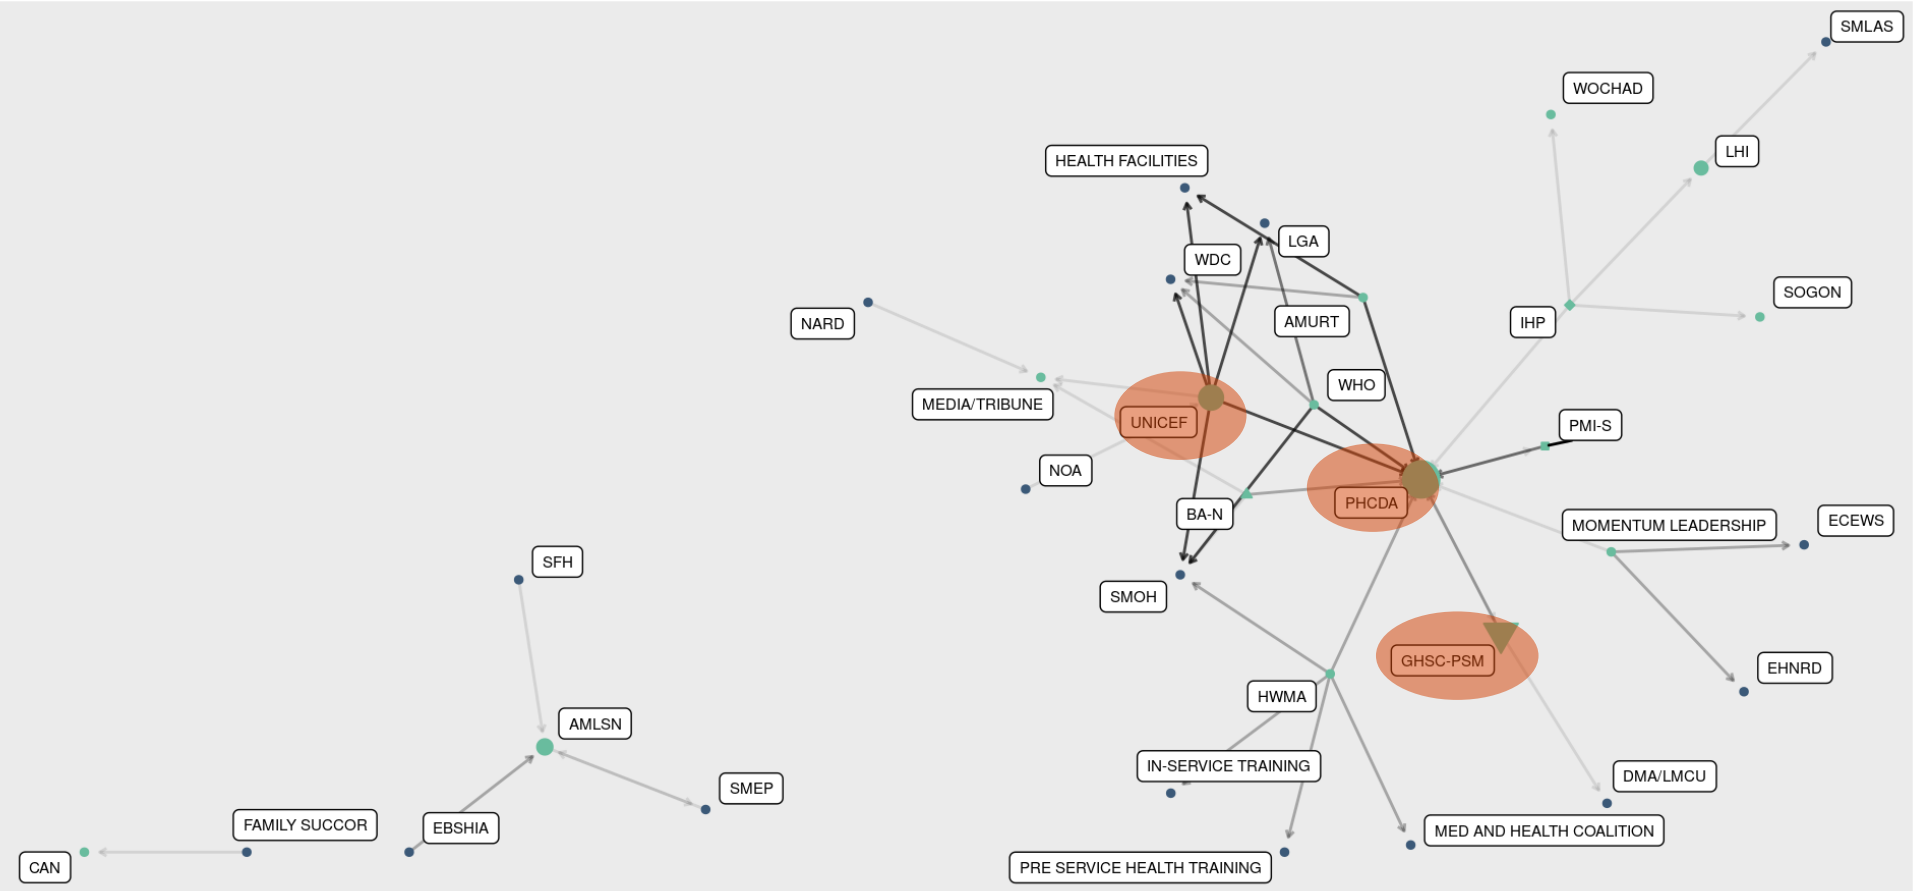 SMLAS
WOCHAD
LHI
HEALTH FACILITIES
LGA
WDC
SOGON
NARD
AMURT
IHP
WHO
MEDIA/TRIBUNE
UNICEF
PMI-S
NOA
PHCDA
BA-N
MOMENTUM LEADERSHIP
ECEWS
SFH
SMOH
GHSC-PSM
EHNRD
HWMA
AMLSN
IN-SERVICE TRAINING
DMA/LMCU
SMEP
FAMILY SUCCOR
EBSHIA
MED AND HEALTH COALITION
CAN
PRE SERVICE HEALTH TRAINING